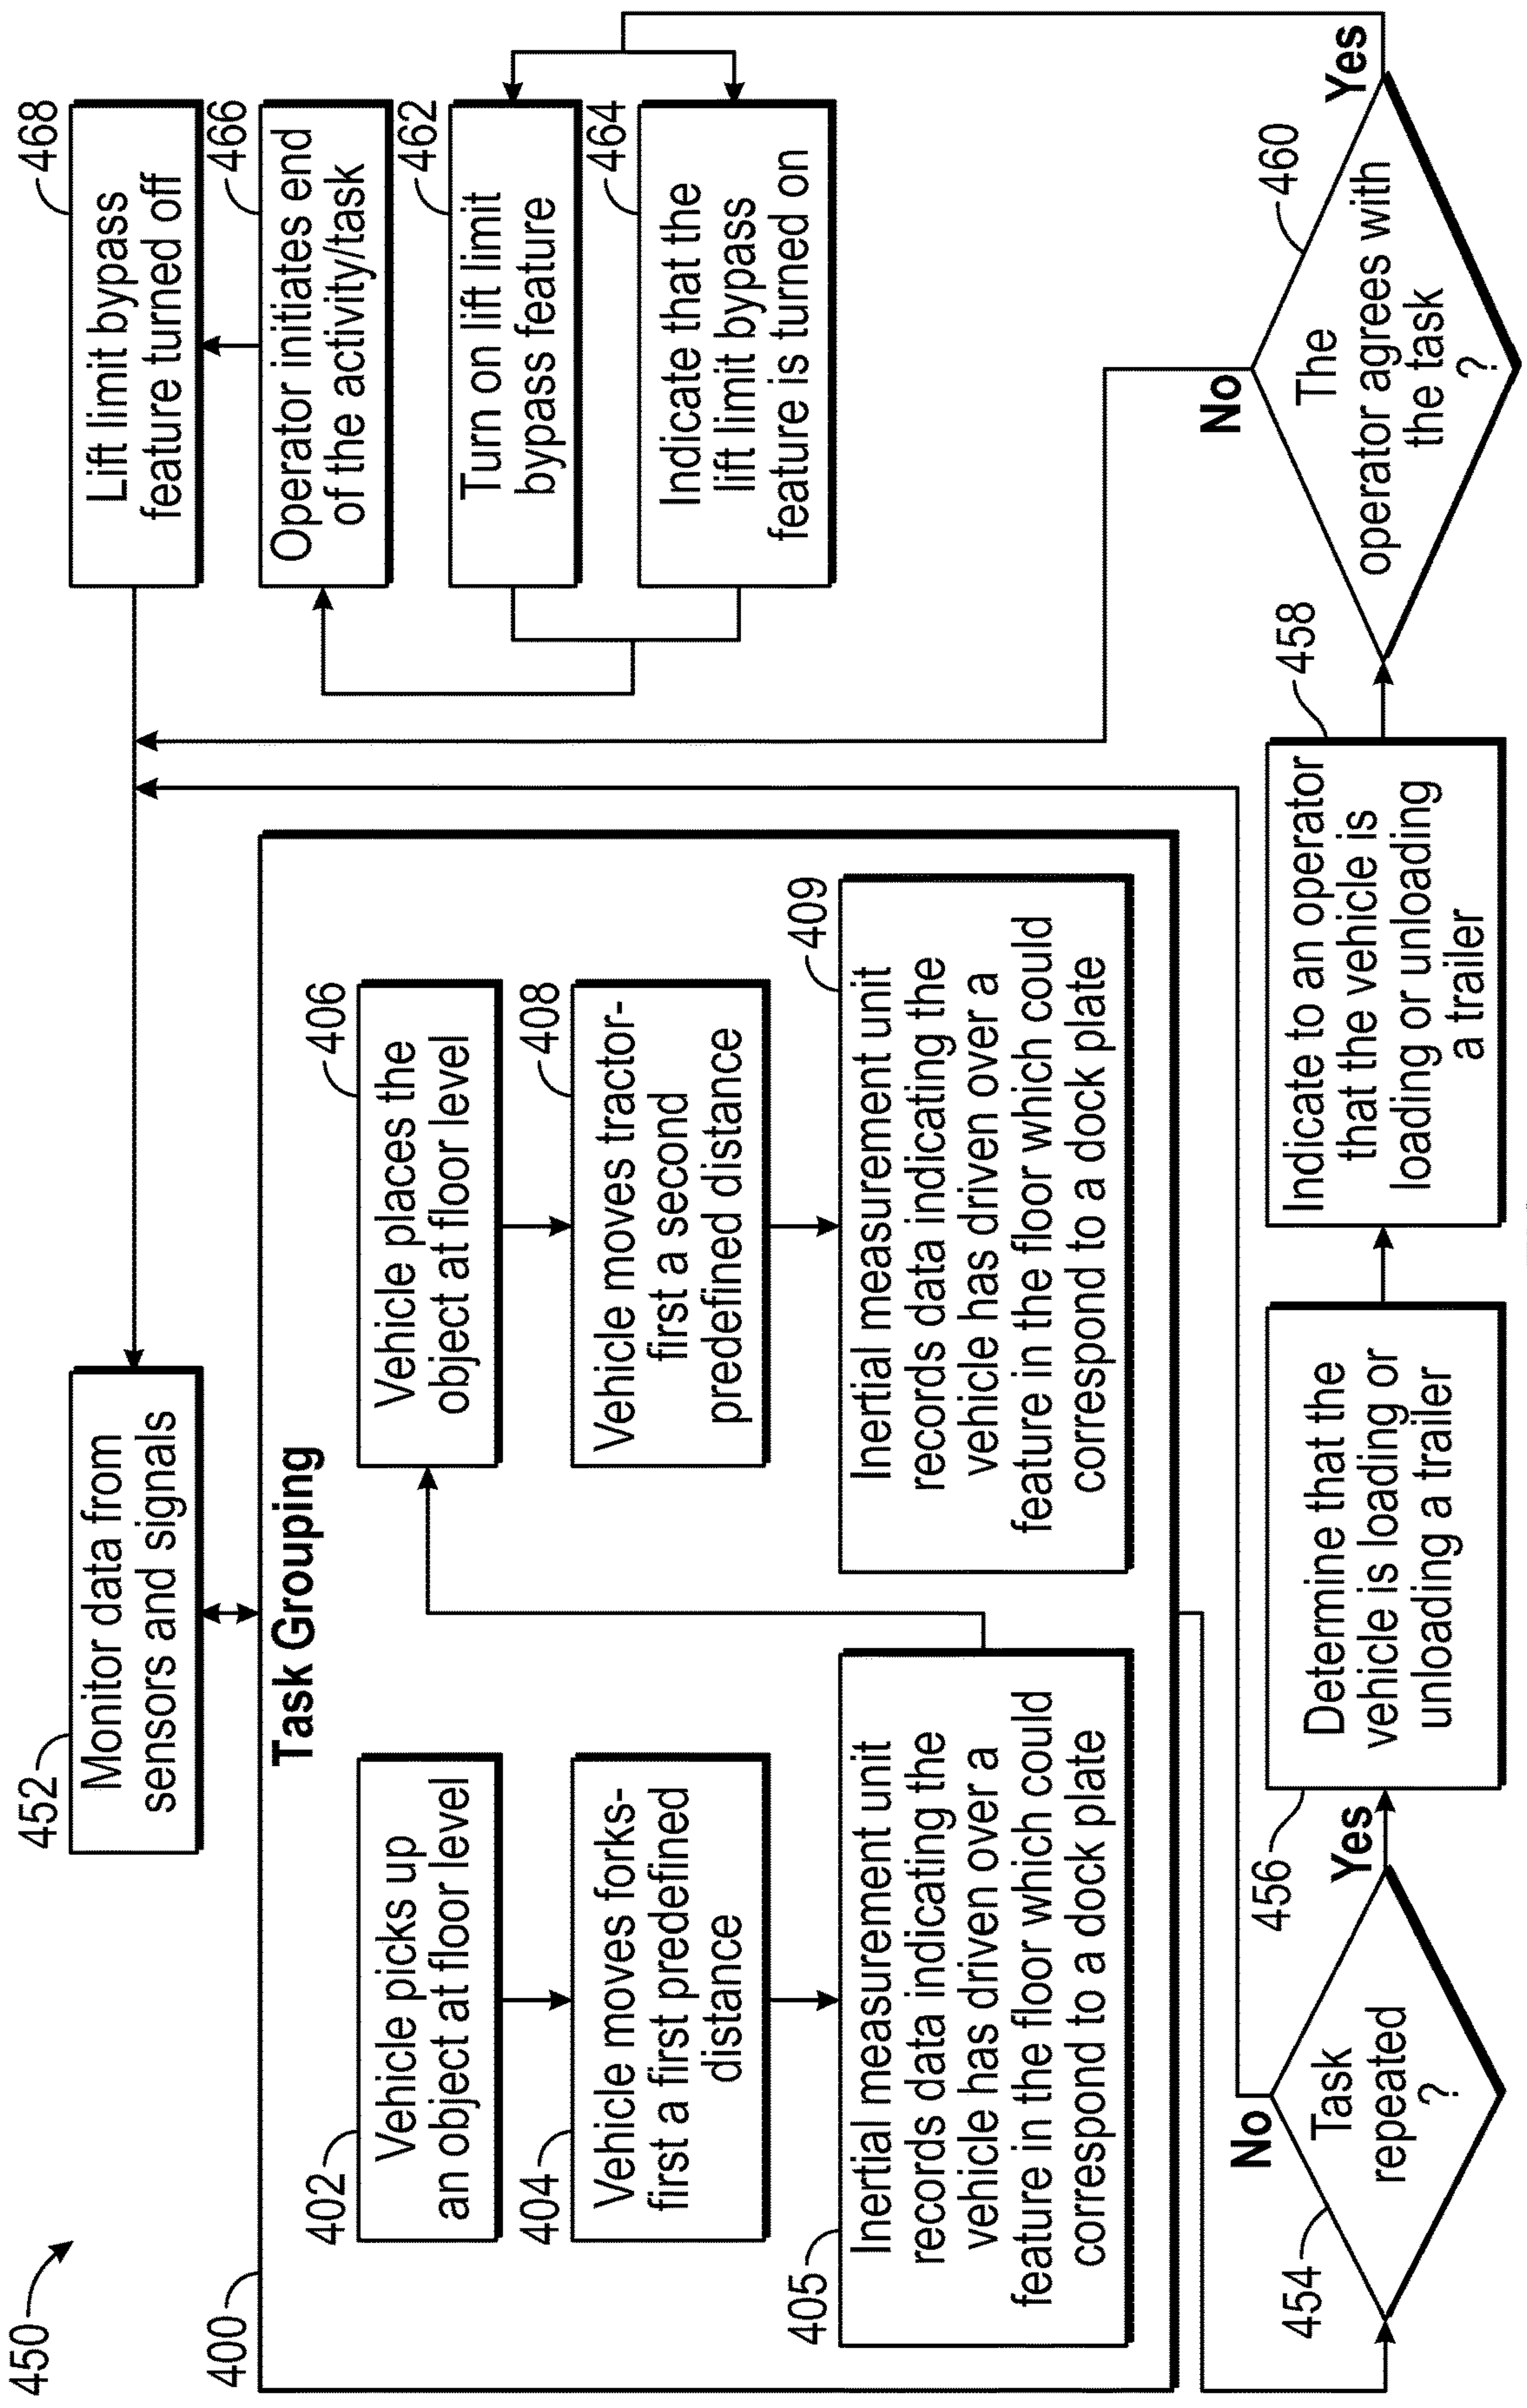 450
452
Monitor data from
sensors and signals
400
Task Grouping
402
Vehicle picks up
an object at floor level
404
Vehicle moves forks-
first a first predefined
distance
405
Inertial measurement unit
records data indicating the
vehicle has driven over a
feature in the floor which could
correspond to a dock plate
406
Vehicle places the
object at floor level
408
Vehicle moves tractor-
first a second
predefined distance
409
Inertial measurement unit
records data indicating the
vehicle has driven over a
feature in the floor which could
correspond to a dock plate
454
Task
repeated
?
No
Yes
456
Determine that the
vehicle is loading or
unloading a trailer
458
Indicate to an operator
that the vehicle is
loading or unloading
a trailer
460
The
operator agrees with
the task
?
No
Yes
462
Turn on lift limit
bypass feature
464
Indicate that the
lift limit bypass
feature is turned on
466
Operator initiates end
of the activity/task
468
Lift limit bypass
feature turned off